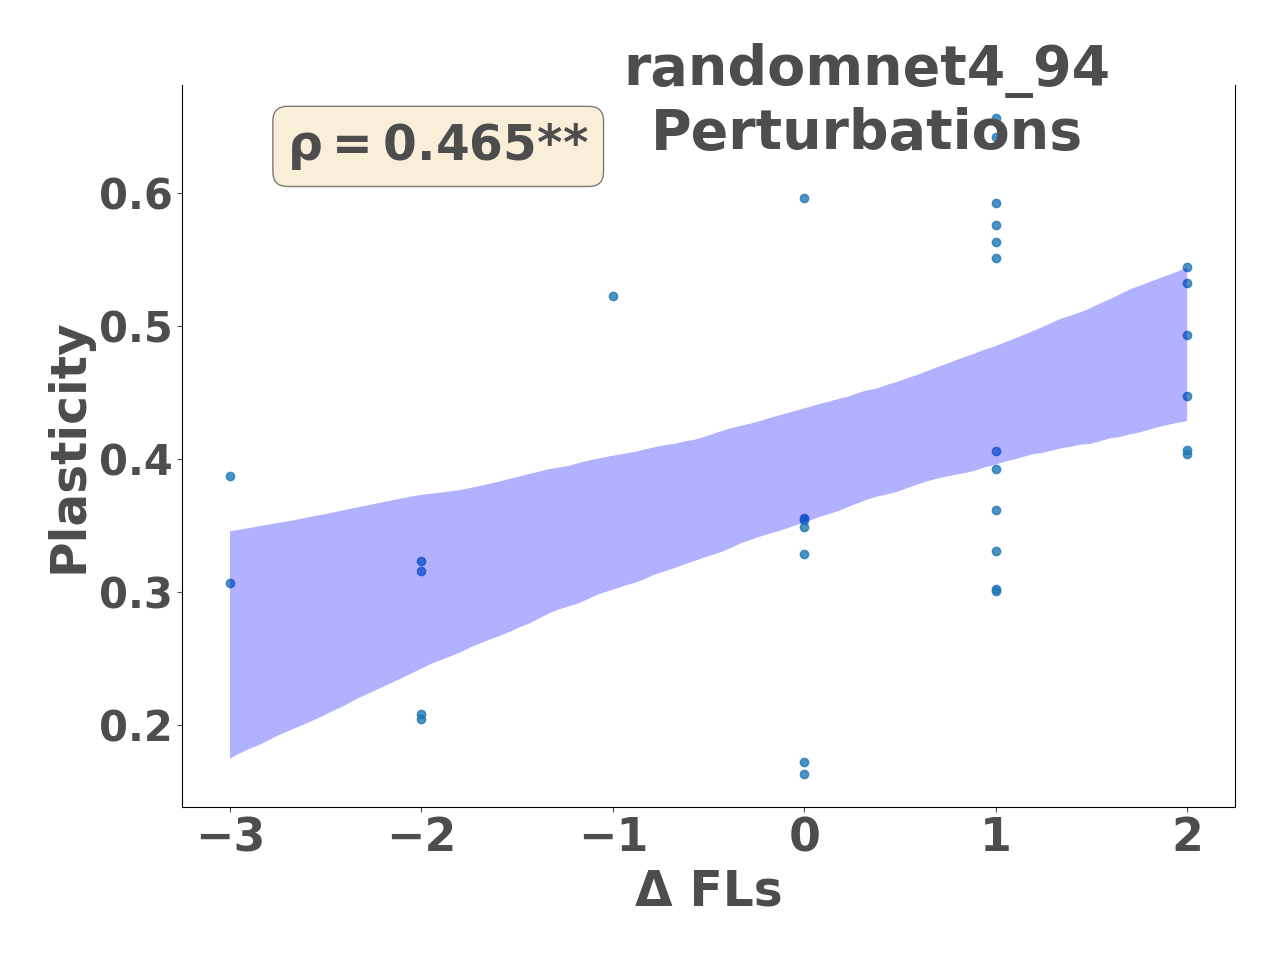 randomnet4_94
Perturbations
ρ = 0.465**
0.6
0.5
0.4
0.3
0.2
Plasticity
−3 −2 −1 0 1 2
Δ FLs